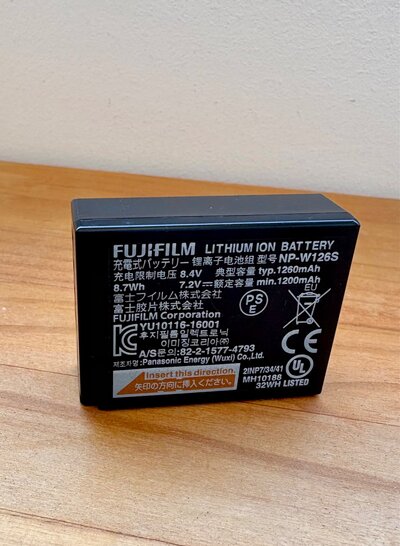 FUJIFILM LITHIUM ION BATTERY
充電式バッテリー 锂离子电池组 型号 NP-W126S
充电限制电压 8.4V 典型容量 typ.1260mAh
8.7Wh 7.2V⎓额定容量 min.1200mAh
富士フイルム株式会社
富士胶片株式会社
FUJIFILM Corporation
YU10116-16001
후지필름일렉트로닉
이미징코리아(주)
A/S문의: 82-2-1577-4793
제조자: Panasonic Energy (Wuxi) Co., Ltd.
PSE
CE
Insert this direction.
矢印の方向に挿入ください。
2INP7/34/41
MH10188
32WH LISTED
UL